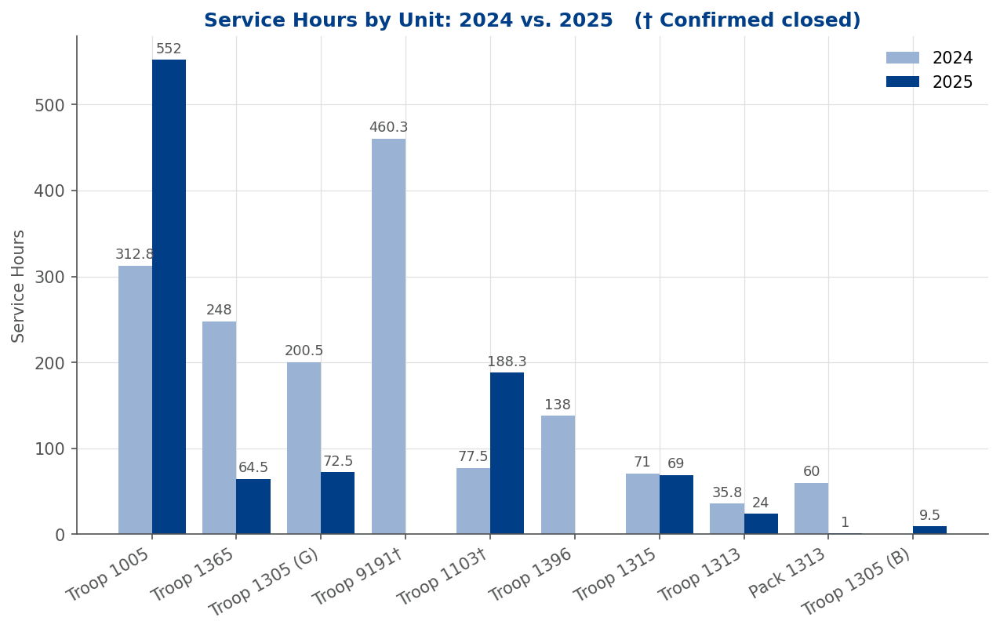 Service Hours by Unit: 2024 vs. 2025 († Confirmed closed)
2024
2025
Service Hours
500
400
300
200
100
0
312.8
552
248
64.5
200.5
72.5
460.3
77.5
188.3
138
71
69
35.8
24
60
1
9.5
Troop 1005
Troop 1365
Troop 1305 (G)
Troop 9191†
Troop 1103†
Troop 1396
Troop 1315
Troop 1313
Pack 1313
Troop 1305 (B)